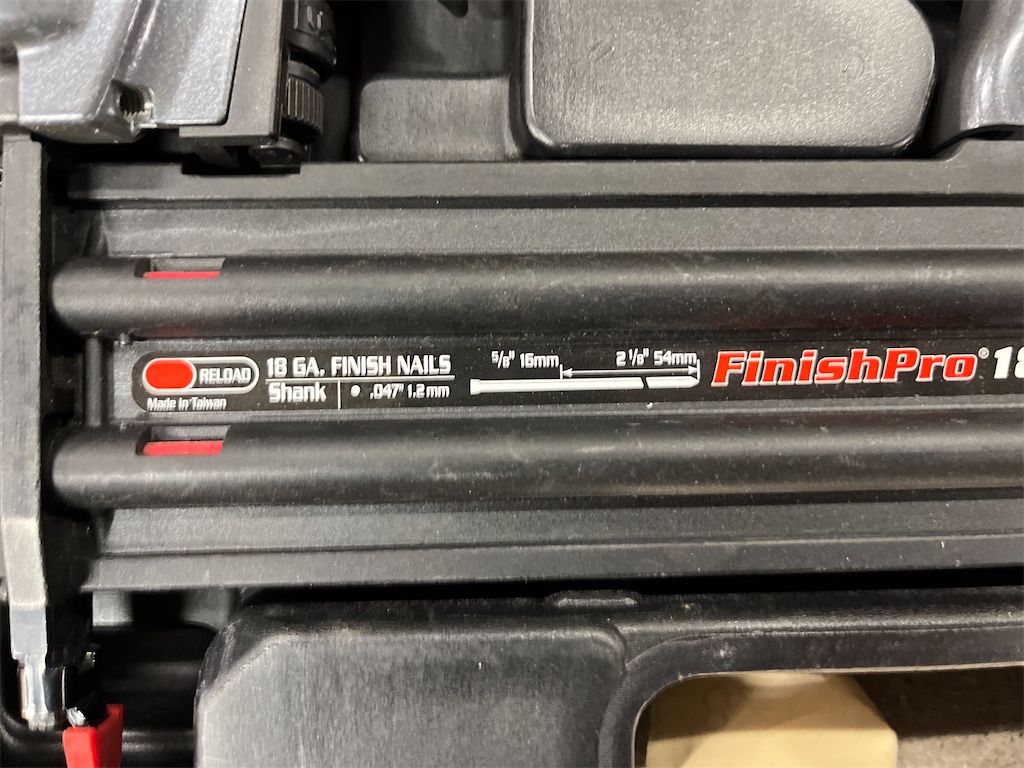 RELOAD
Made in Taiwan
18 GA. FINISH NAILS
Shank .047" 1.2 mm
5/8" 16mm 2 1/8" 54mm
FinishPro® 18